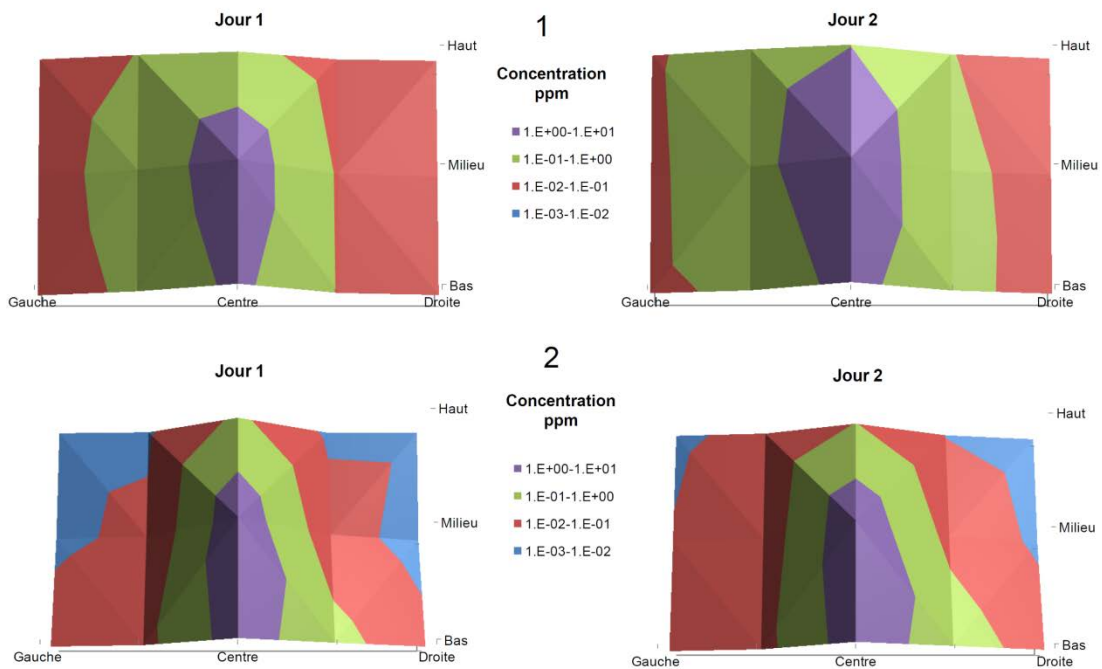 Jour 1
1
Jour 2
Haut
Concentration
ppm
1.E+00-1.E+01
1.E-01-1.E+00
1.E-02-1.E-01
1.E-03-1.E-02
Milieu
Bas
Gauche
Centre
Droite
Haut
Milieu
Bas
Gauche
Centre
Droite
2
Jour 1
Jour 2
Haut
Concentration
ppm
1.E+00-1.E+01
1.E-01-1.E+00
1.E-02-1.E-01
1.E-03-1.E-02
Milieu
Bas
Gauche
Centre
Droite
Haut
Milieu
Bas
Gauche
Centre
Droite